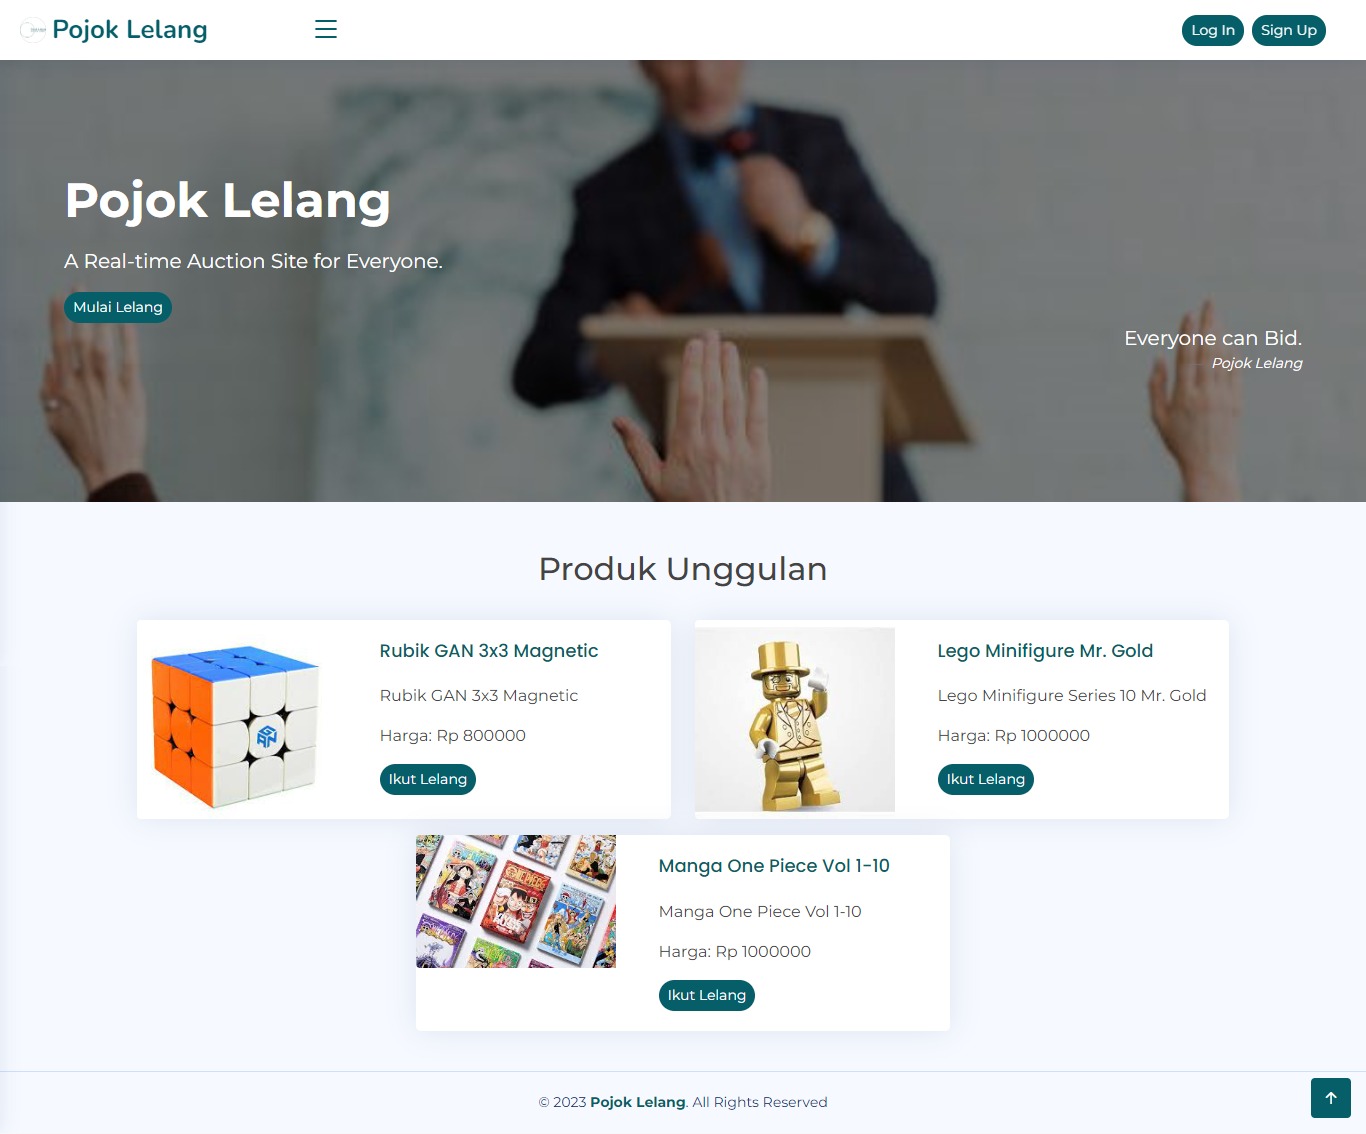 Pojok Lelang
Log In
Sign Up
Pojok Lelang
A Real-time Auction Site for Everyone.
Mulai Lelang
Everyone can Bid.
Pojok Lelang
Produk Unggulan
Rubik GAN 3x3 Magnetic
Rubik GAN 3x3 Magnetic
Harga: Rp 800000
Ikut Lelang
GAN
Lego Minifigure Mr. Gold
Lego Minifigure Series 10 Mr. Gold
Harga: Rp 1000000
Ikut Lelang
Manga One Piece Vol 1-10
Manga One Piece Vol 1-10
Harga: Rp 1000000
Ikut Lelang
© 2023 Pojok Lelang. All Rights Reserved